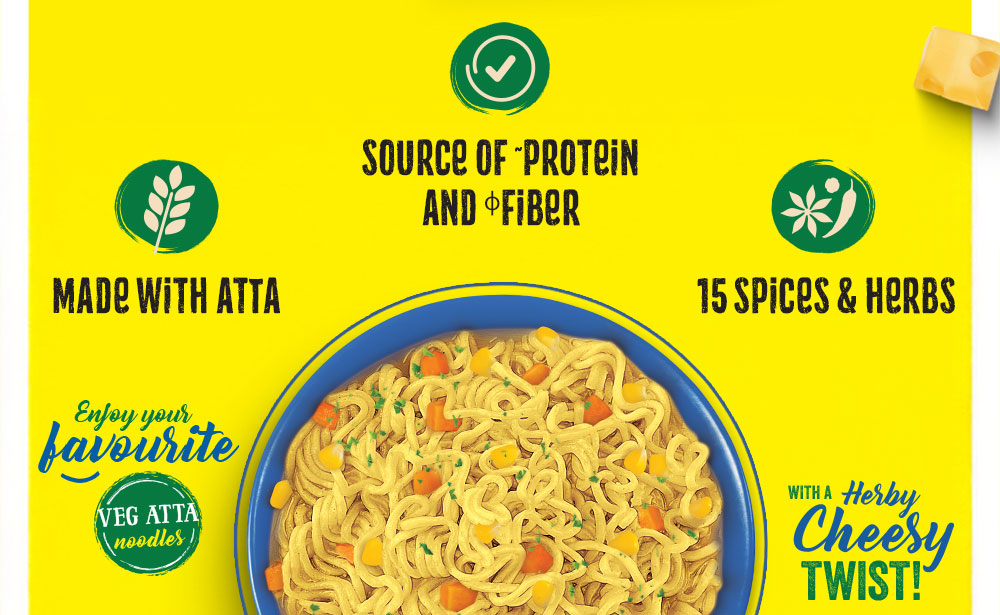 SOURCE OF ~PROTEIN
AND ϕFIBER
MADE WITH ATTA
15 SPICES & HERBS
Enjoy your
favourite
VEG ATTA
noodles
WITH A Herby
Cheesy
TWIST!